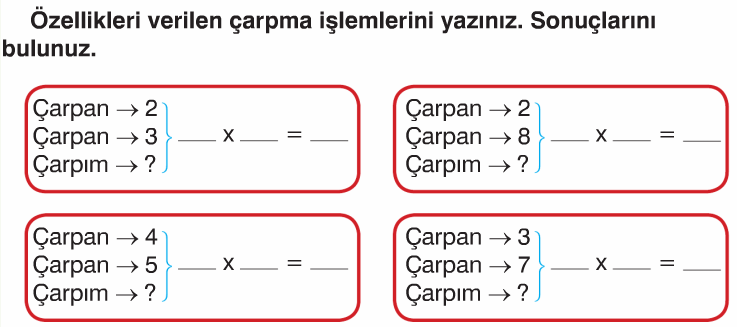 Özellikleri verilen çarpma işlemlerini yazınız. Sonuçlarını
bulunuz.
Çarpan → 2
Çarpan → 3 ___ x ___ = ___
Çarpım → ?
Çarpan → 2
Çarpan → 8 ___ x ___ = ___
Çarpım → ?
Çarpan → 4
Çarpan → 5 ___ x ___ = ___
Çarpım → ?
Çarpan → 3
Çarpan → 7 ___ x ___ = ___
Çarpım → ?